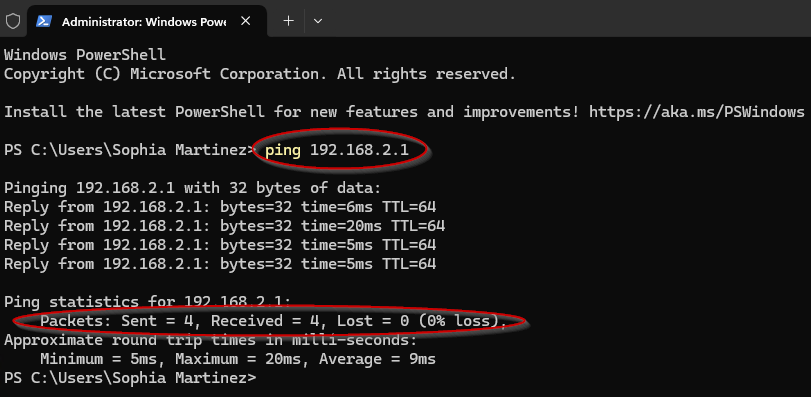 Administrator: Windows Powe
Windows PowerShell
Copyright (C) Microsoft Corporation. All rights reserved.
Install the latest PowerShell for new features and improvements! https://aka.ms/PSWindows
PS C:\Users\Sophia Martinez> ping 192.168.2.1
Pinging 192.168.2.1 with 32 bytes of data:
Reply from 192.168.2.1: bytes=32 time=6ms TTL=64
Reply from 192.168.2.1: bytes=32 time=20ms TTL=64
Reply from 192.168.2.1: bytes=32 time=5ms TTL=64
Reply from 192.168.2.1: bytes=32 time=5ms TTL=64
Ping statistics for 192.168.2.1:
Packets: Sent = 4, Received = 4, Lost = 0 (0% loss),
Approximate round trip times in milli-seconds:
Minimum = 5ms, Maximum = 20ms, Average = 9ms
PS C:\Users\Sophia Martinez>